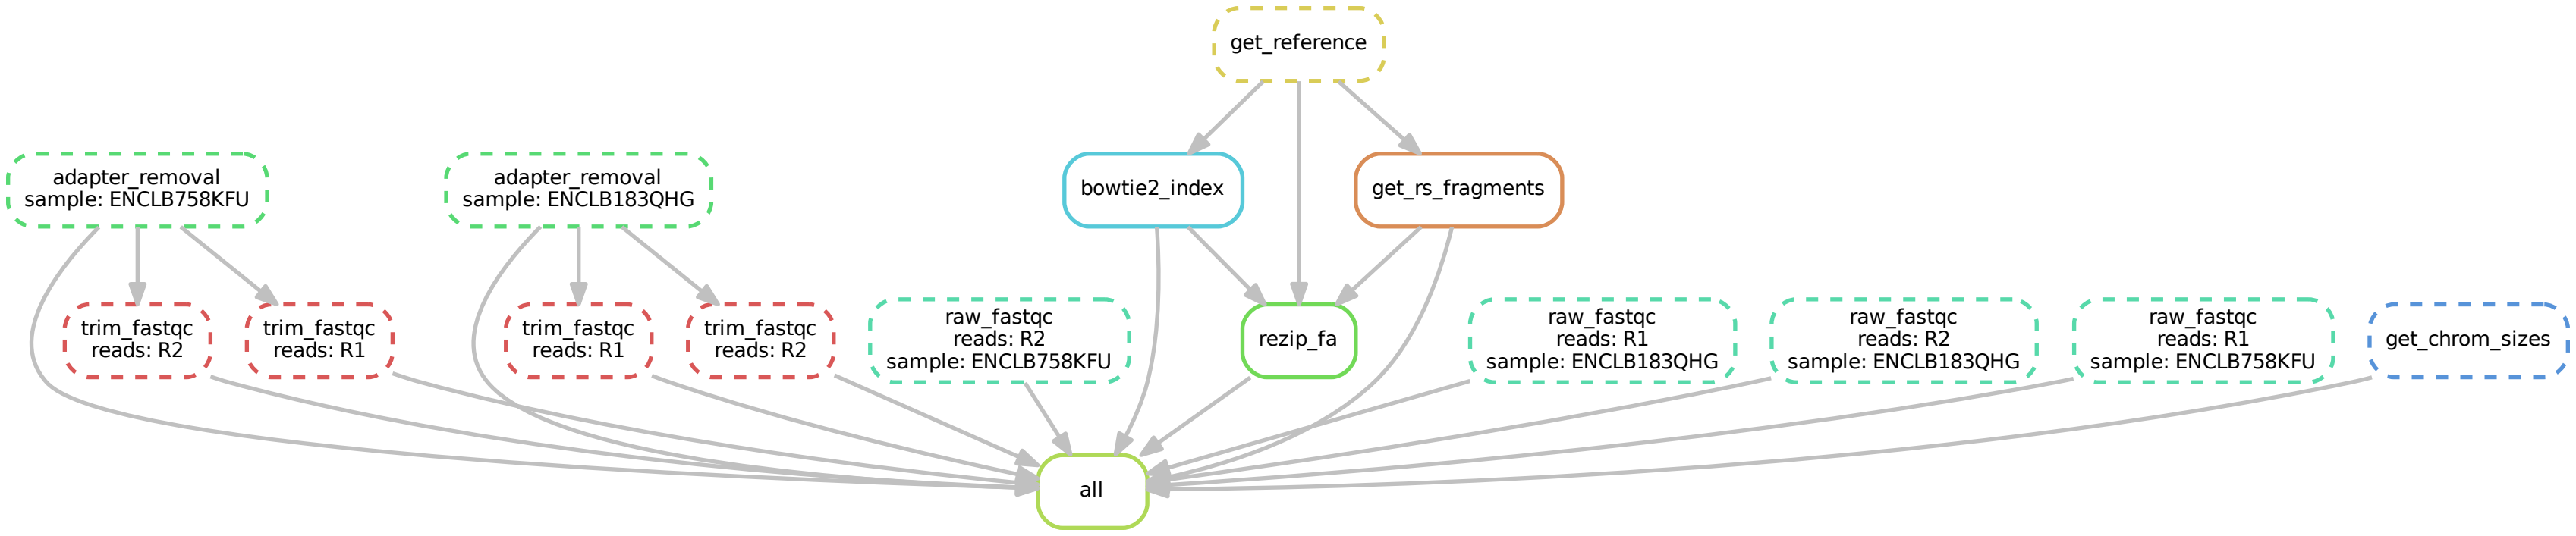 get_reference
adapter_removal
sample: ENCLB758KFU
adapter_removal
sample: ENCLB183QHG
bowtie2_index
get_rs_fragments
trim_fastqc
reads: R2
trim_fastqc
reads: R1
trim_fastqc
reads: R1
trim_fastqc
reads: R2
raw_fastqc
reads: R2
sample: ENCLB758KFU
rezip_fa
raw_fastqc
reads: R1
sample: ENCLB183QHG
raw_fastqc
reads: R2
sample: ENCLB183QHG
raw_fastqc
reads: R1
sample: ENCLB758KFU
get_chrom_sizes
all